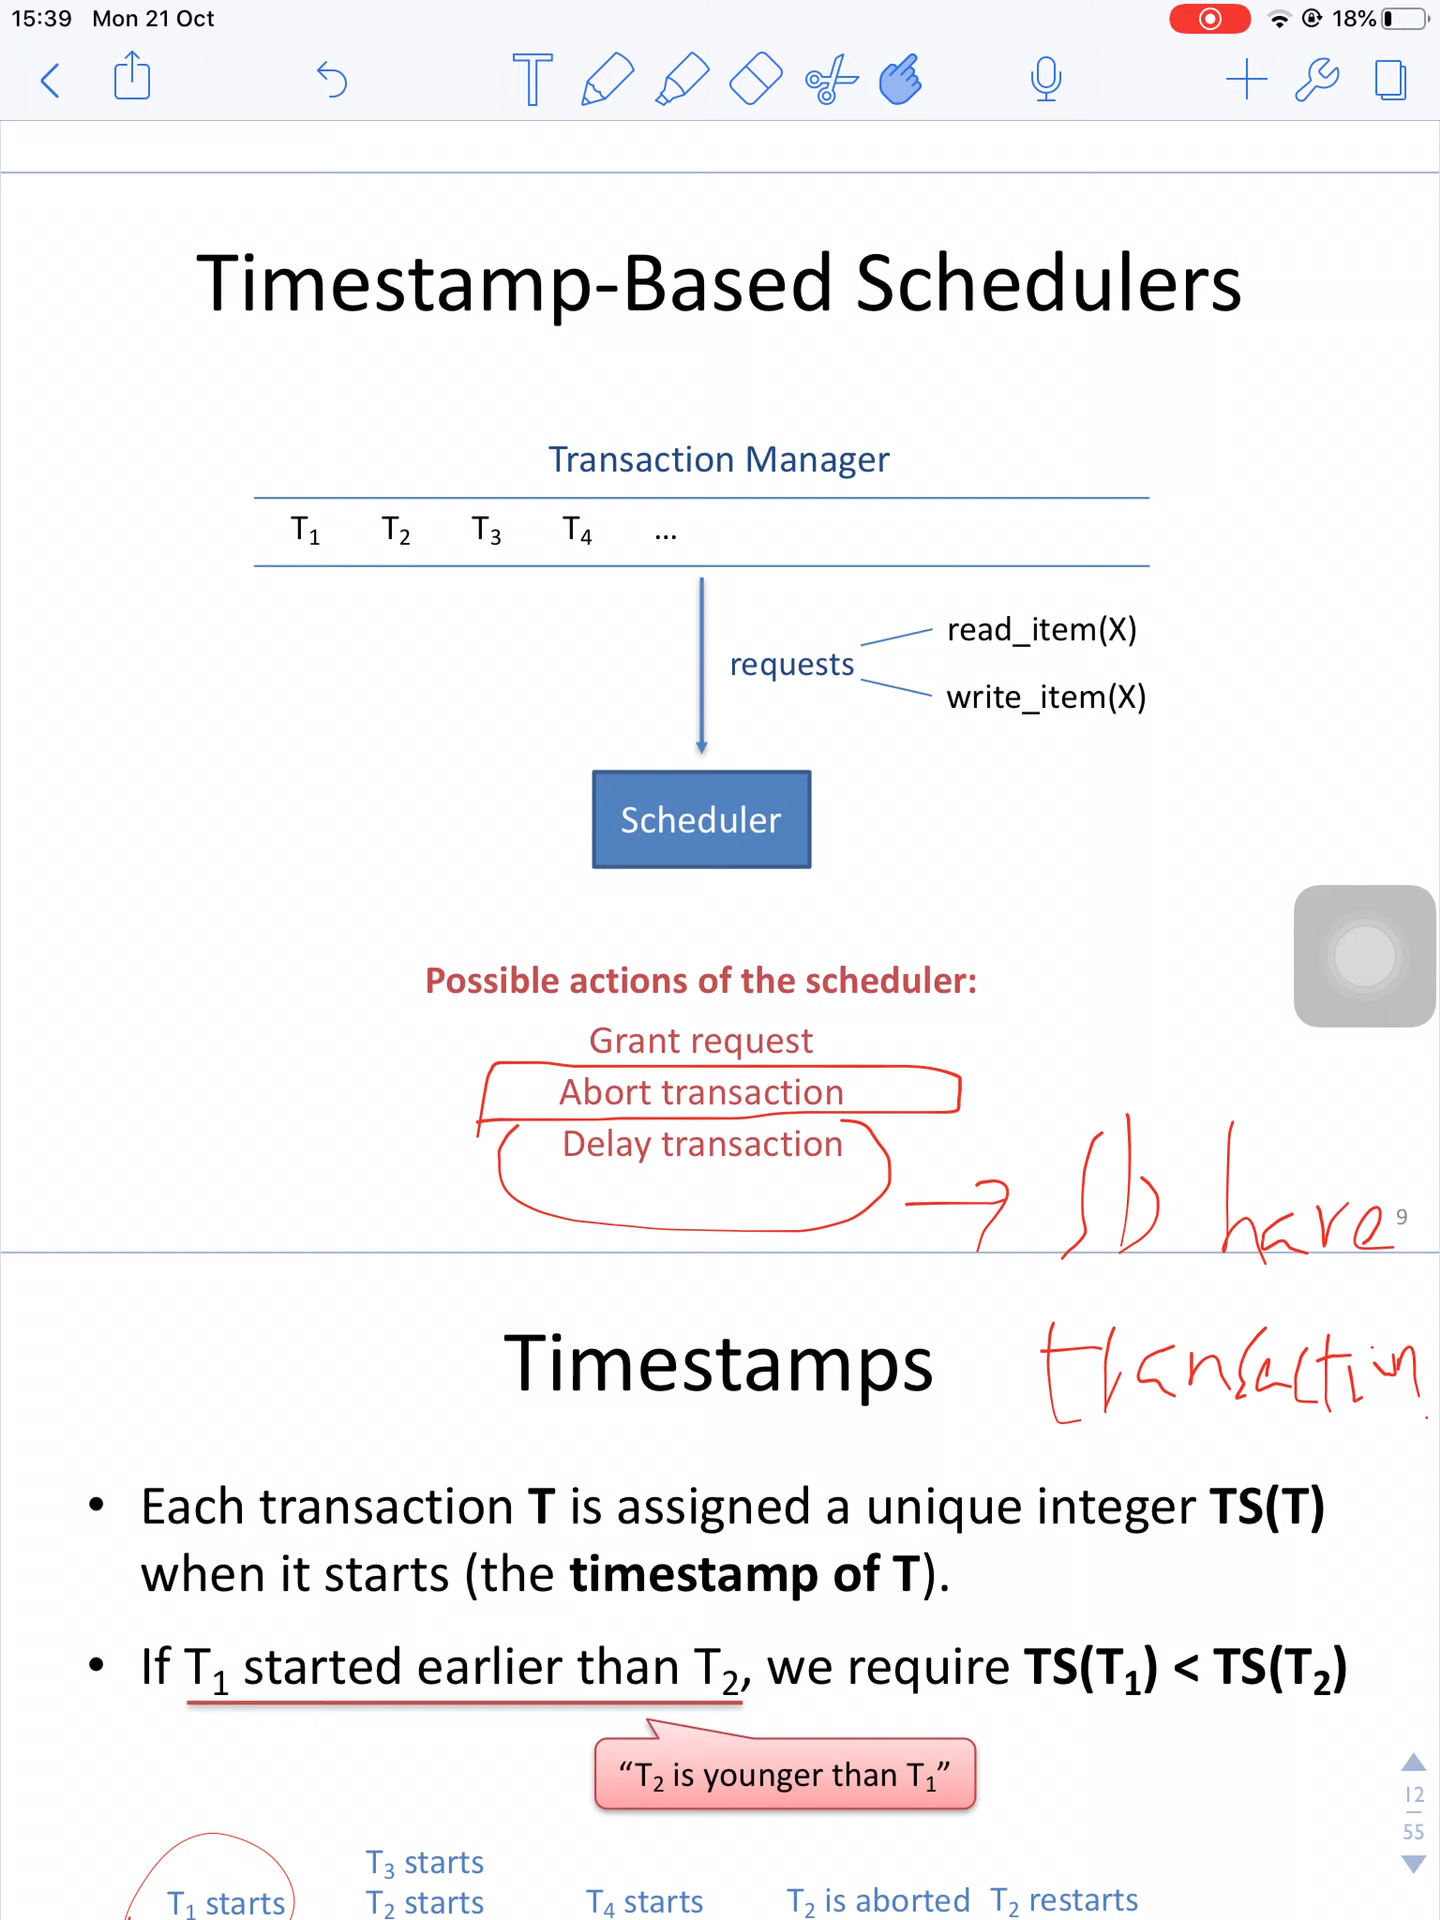 15:39 Mon 21 Oct
18%
Timestamp-Based Schedulers
Transaction Manager
T1 T2 T3 T4 ...
requests
read_item(X)
write_item(X)
Scheduler
Possible actions of the scheduler:
Grant request
Abort transaction
Delay transaction
→ sb have
9
transaction
Timestamps
• Each transaction T is assigned a unique integer TS(T)
when it starts (the timestamp of T).
• If T1 started earlier than T2, we require TS(T1) < TS(T2)
“T2 is younger than T1”
12
55
T3 starts
T1 starts T2 starts T4 starts T2 is aborted T2 restarts